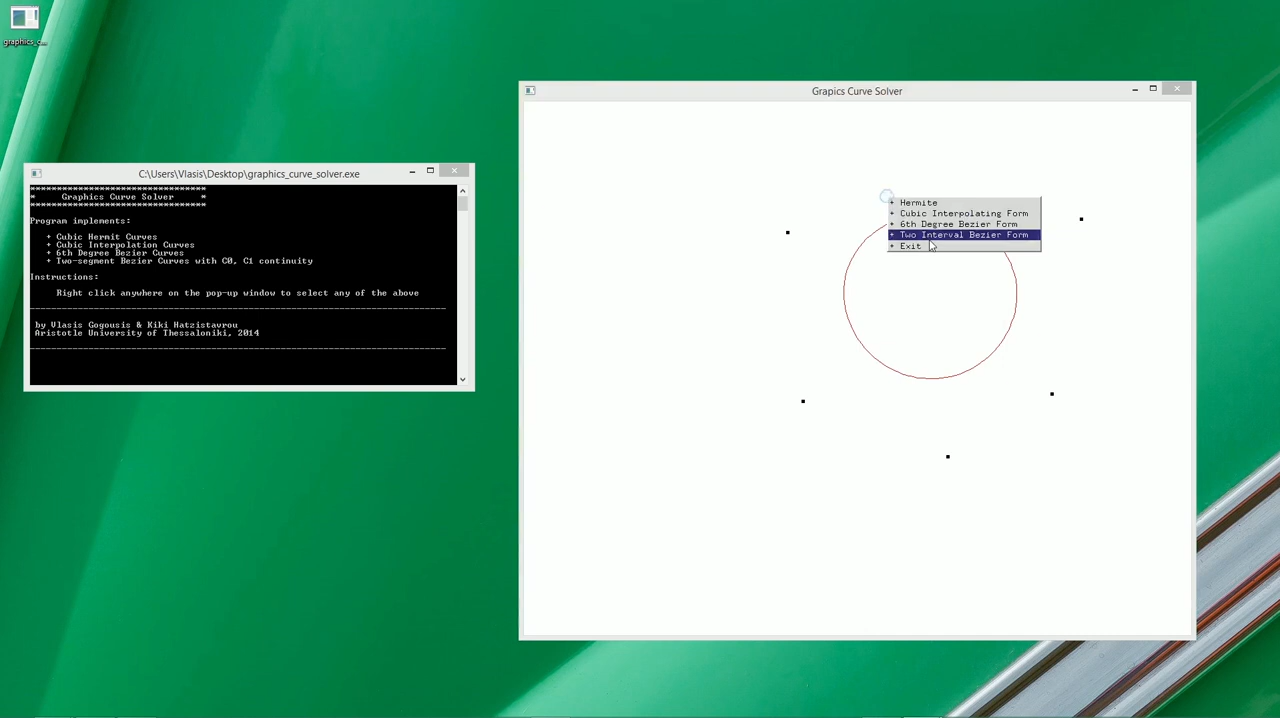 graphics_c...
C:\Users\Vlasis\Desktop\graphics_curve_solver.exe
*********************************
*     Graphics Curve Solver     *
*********************************
Program implements:
+ Cubic Hermit Curves
+ Cubic Interpolation Curves
+ 6th Degree Bezier Curves
+ Two-segment Bezier Curves with C0, C1 continuity
Instructions:
Right click anywhere on the pop-up window to select any of the above
by Vlasis Gogousis & Kiki Hatzistavrou
Aristotle University of Thessaloniki, 2014
Grapics Curve Solver
+ Hermite
+ Cubic Interpolating Form
+ 6th Degree Bezier Form
+ Two Interval Bezier Form
+ Exit